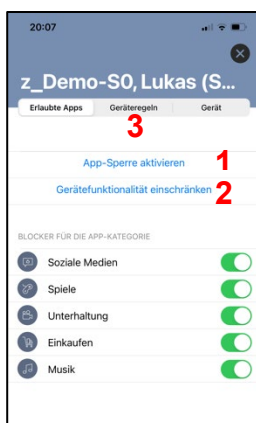 20:07
z_Demo-S0, Lukas (S...
Erlaubte Apps Geräteregeln Gerät
3
App-Sperre aktivieren 1
Gerätefunktionalität einschränken 2
BLOCKER FÜR DIE APP-KATEGORIE
Soziale Medien
Spiele
Unterhaltung
Einkaufen
Musik